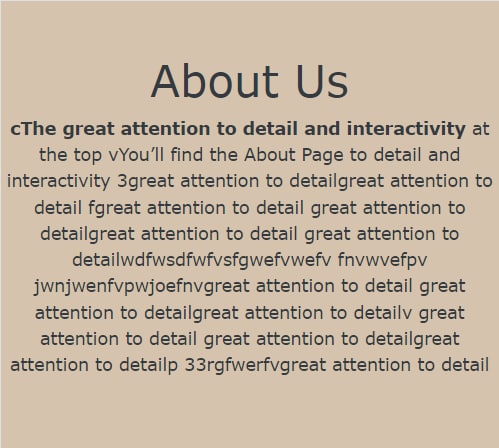 About Us
cThe great attention to detail and interactivity at
the top vYou’ll find the About Page to detail and
interactivity 3great attention to detailgreat attention to
detail fgreat attention to detail great attention to
detailgreat attention to detail great attention to
detailwdfwsdfwfvsfgwefvwefv fnvwvefpv
jwnjwenfvpwjoefnvgreat attention to detail great
attention to detailgreat attention to detailv great
attention to detail great attention to detailgreat
attention to detailp 33rgfwerfvgreat attention to detail